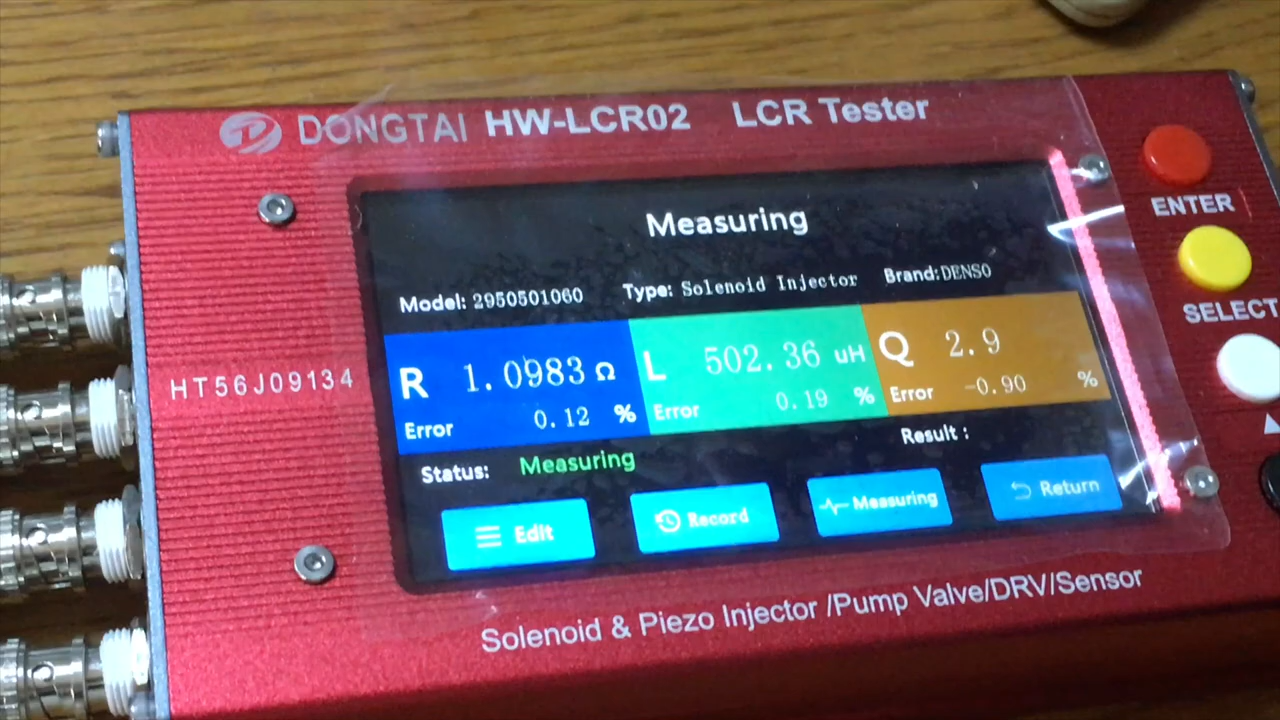 DONGTAI HW-LCR02 LCR Tester
ENTER
SELECT
Measuring
Model: 2950501060 Type: Solenoid Injector Brand: DENSO
R 1.0983 Ω L 502.36 uH Q 2.9
Error 0.12 % Error 0.19 % Error -0.90 %
HT56J09134
Status: Measuring Result :
Edit Record Measuring Return
Solenoid & Piezo Injector /Pump Valve/DRV/Sensor